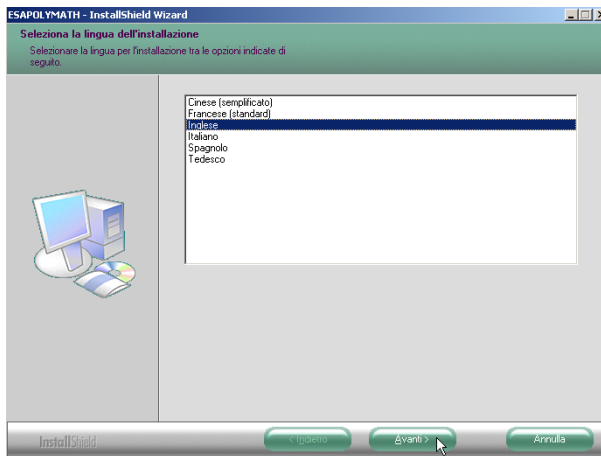 ESAPOLYMATH - InstallShield Wizard
Seleziona la lingua dell'installazione
Selezionare la lingua per l'installazione tra le opzioni indicate di
seguito.
Cinese (semplificato)
Francese (standard)
Inglese
Italiano
Spagnolo
Tedesco
InstallShield
< Indietro
Avanti >
Annulla